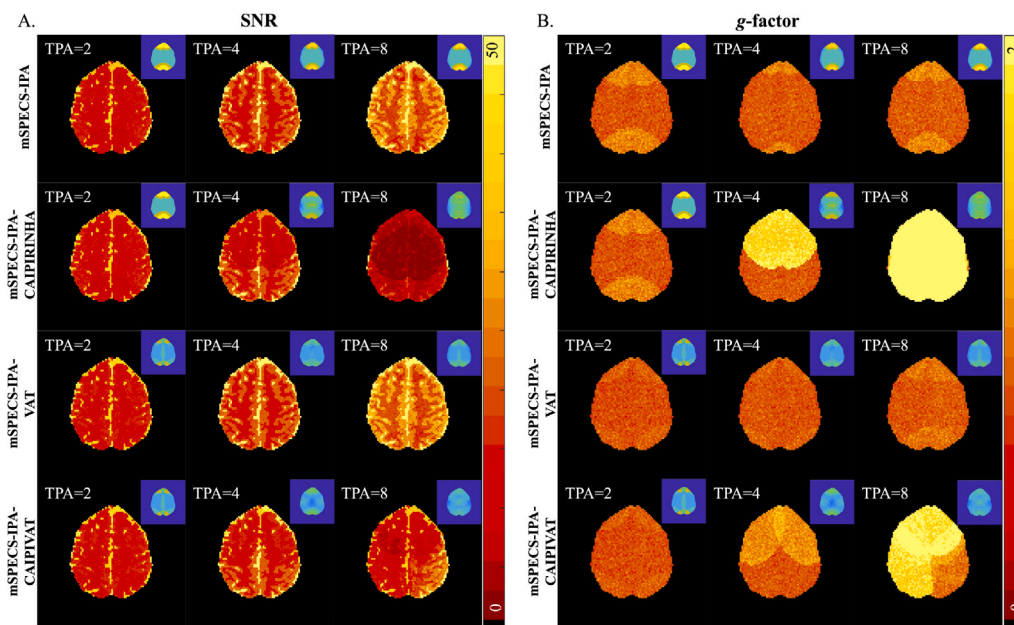 A. SNR B. g-factor
mSPECS-IPA
TPA=2 TPA=4 TPA=8 50 TPA=2 TPA=4 TPA=8 2
mSPECS-IPA-
CAIPIRINHA
TPA=2 TPA=4 TPA=8 TPA=2 TPA=4 TPA=8
mSPECS-IPA-
VAT
TPA=2 TPA=4 TPA=8 TPA=2 TPA=4 TPA=8
mSPECS-IPA-
CAIPIVAT
TPA=2 TPA=4 TPA=8 0 TPA=2 TPA=4 TPA=8 0
mSPECS-IPA
mSPECS-IPA-
CAIPIRINHA
mSPECS-IPA-
VAT
mSPECS-IPA-
CAIPIVAT